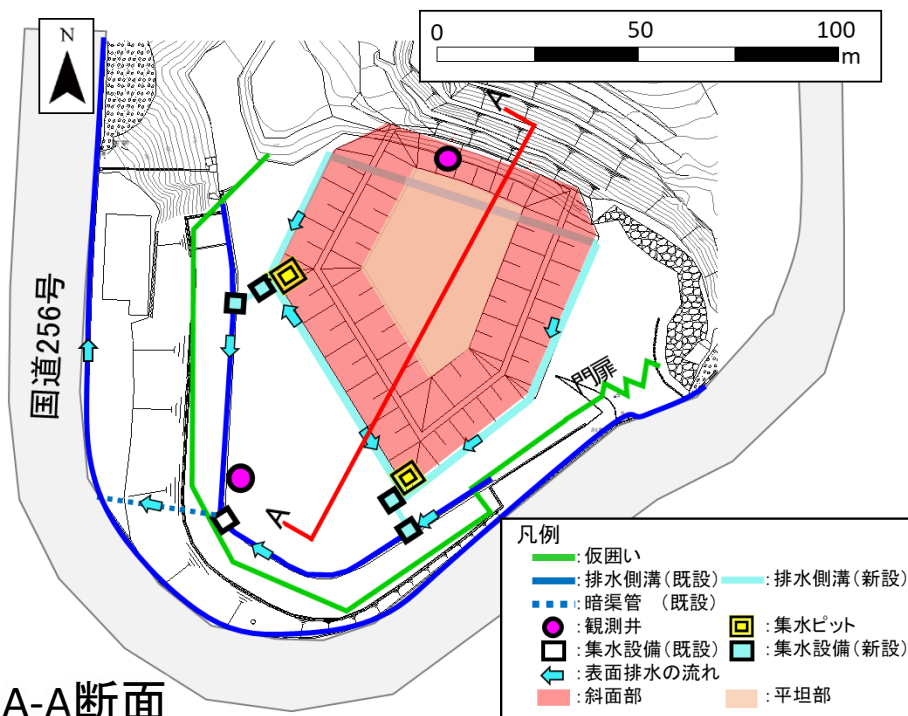 N
0 50 100
m
A
国道256号
門扉
A
凡例
:仮囲い
:排水側溝(既設) :排水側溝(新設)
:暗渠管 (既設)
:観測井 :集水ピット
:集水設備(既設) :集水設備(新設)
:表面排水の流れ
:斜面部 :平坦部
A-A断面